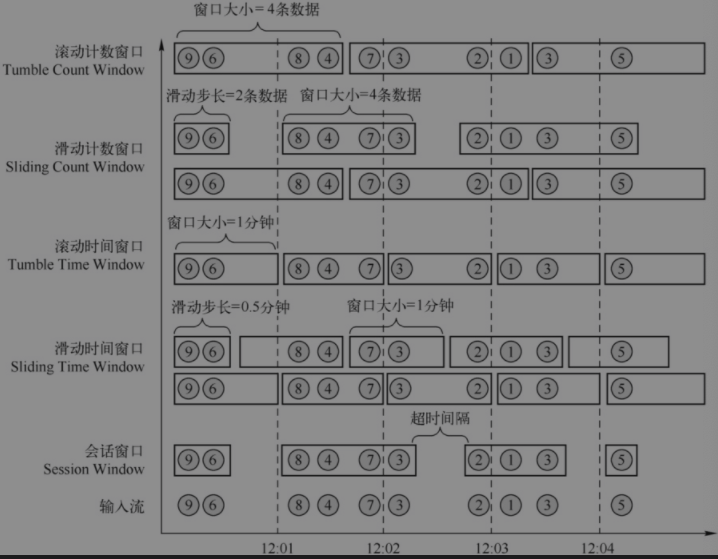 窗口大小=4条数据
滚动计数窗口
Tumble Count Window
9 6 8 4 7 3 2 1 3 5
滑动步长=2条数据 窗口大小=4条数据
滑动计数窗口
Sliding Count Window
9 6 8 4 7 3 2 1 3 5
9 6 8 4 7 3 2 1 3 5
窗口大小=1分钟
滚动时间窗口
Tumble Time Window
9 6 8 4 7 3 2 1 3 5
滑动步长=0.5分钟 窗口大小=1分钟
滑动时间窗口
Sliding Time Window
9 6 8 4 7 3 2 1 3 5
9 6 8 4 7 3 2 1 3 5
超时间隔
会话窗口
Session Window
9 6 8 4 7 3 2 1 3 5
输入流
9 6 8 4 7 3 2 1 3 5
12:01 12:02 12:03 12:04